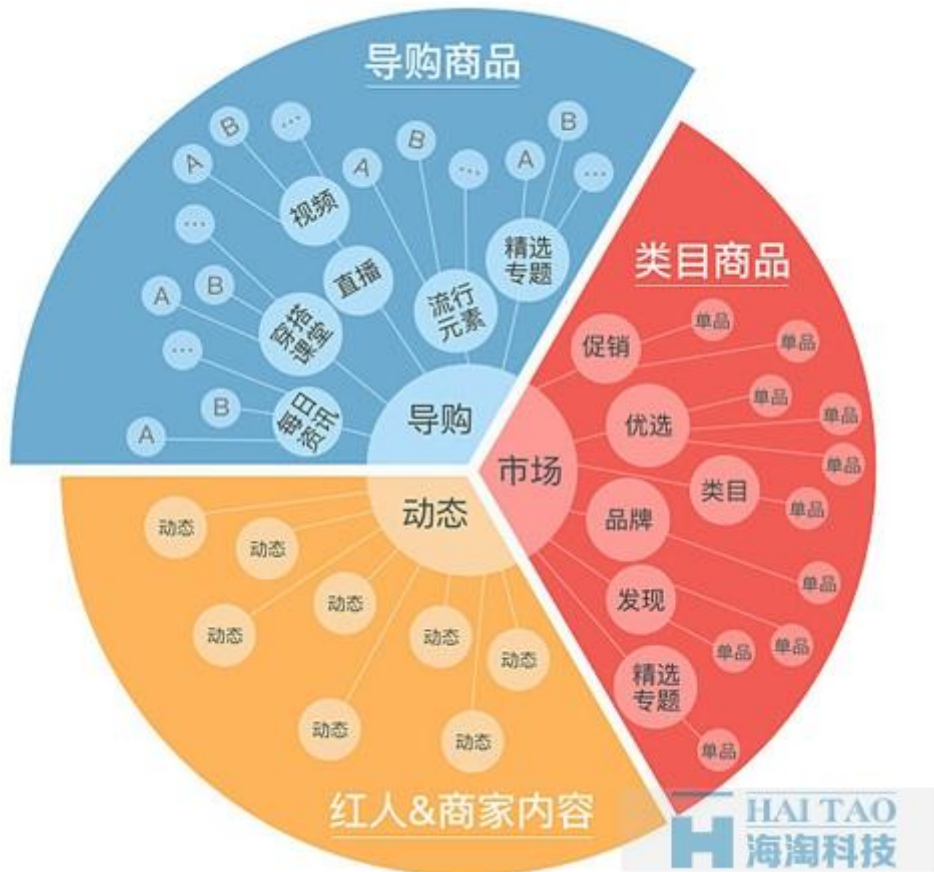 导购商品
B
...
A
B
B
A
A
...
...
视频
精选
专题
...
直播
流行
元素
A
B
穿搭
课堂
...
B
A
每日
资讯
导购
类目商品
促销
单品
单品
优选
单品
单品
单品
市场
类目
单品
品牌
单品
发现
单品
单品
精选
专题
单品
动态
动态
动态
动态
动态
动态
动态
动态
动态
红人&商家内容
HAI TAO
海淘科技